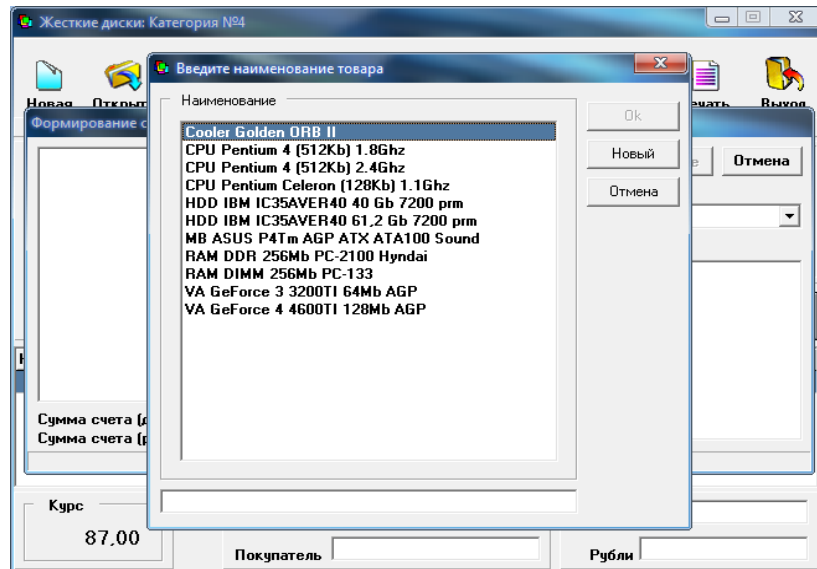 Жесткие диски: Категория №4
Введите наименование товара
Новая
Открыт
ечать
Выход
Формирование с
Наименование
Ok
Новый
Отмена
е
Отмена
Cooler Golden ORB II
CPU Pentium 4 (512Kb) 1.8Ghz
CPU Pentium 4 (512Kb) 2.4Ghz
CPU Pentium Celeron (128Kb) 1.1Ghz
HDD IBM IC35AVER40 40 Gb 7200 prm
HDD IBM IC35AVER40 61,2 Gb 7200 prm
MB ASUS P4Tm AGP ATX ATA100 Sound
RAM DDR 256Mb PC-2100 Hyndai
RAM DIMM 256Mb PC-133
VA GeForce 3 3200TI 64Mb AGP
VA GeForce 4 4600TI 128Mb AGP
Сумма счета (д
Сумма счета (р
Курс
87,00
Покупатель
Рубли